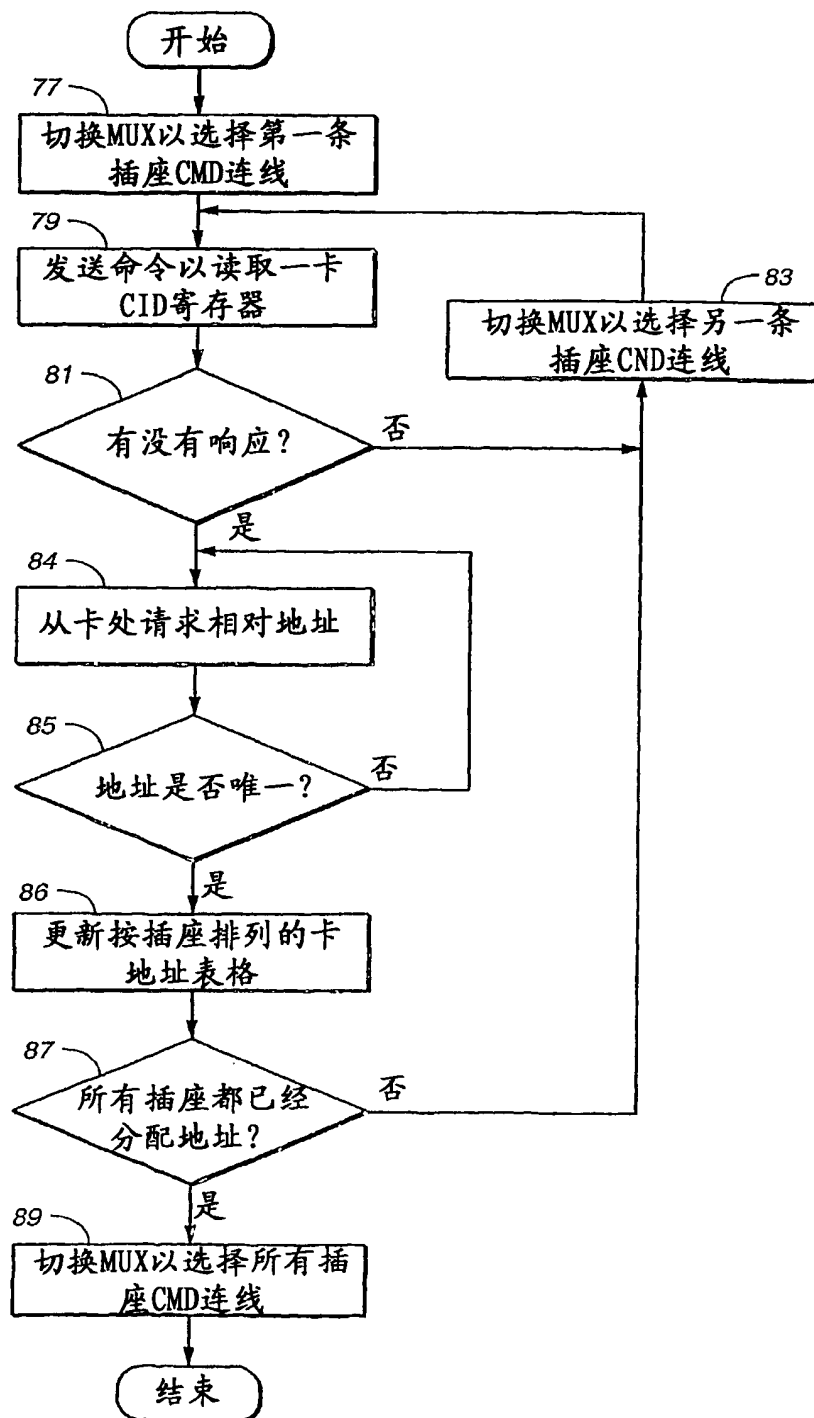 开始
77
切换MUX以选择第一条
插座CMD连线
79
发送命令以读取一卡
CID寄存器
83
切换MUX以选择另一条
插座CND连线
81
有没有响应?
否
是
84
从卡处请求相对地址
85
地址是否唯一?
否
是
86
更新按插座排列的卡
地址表格
87
所有插座都已经
分配地址?
否
是
89
切换MUX以选择所有插
座CMD连线
结束